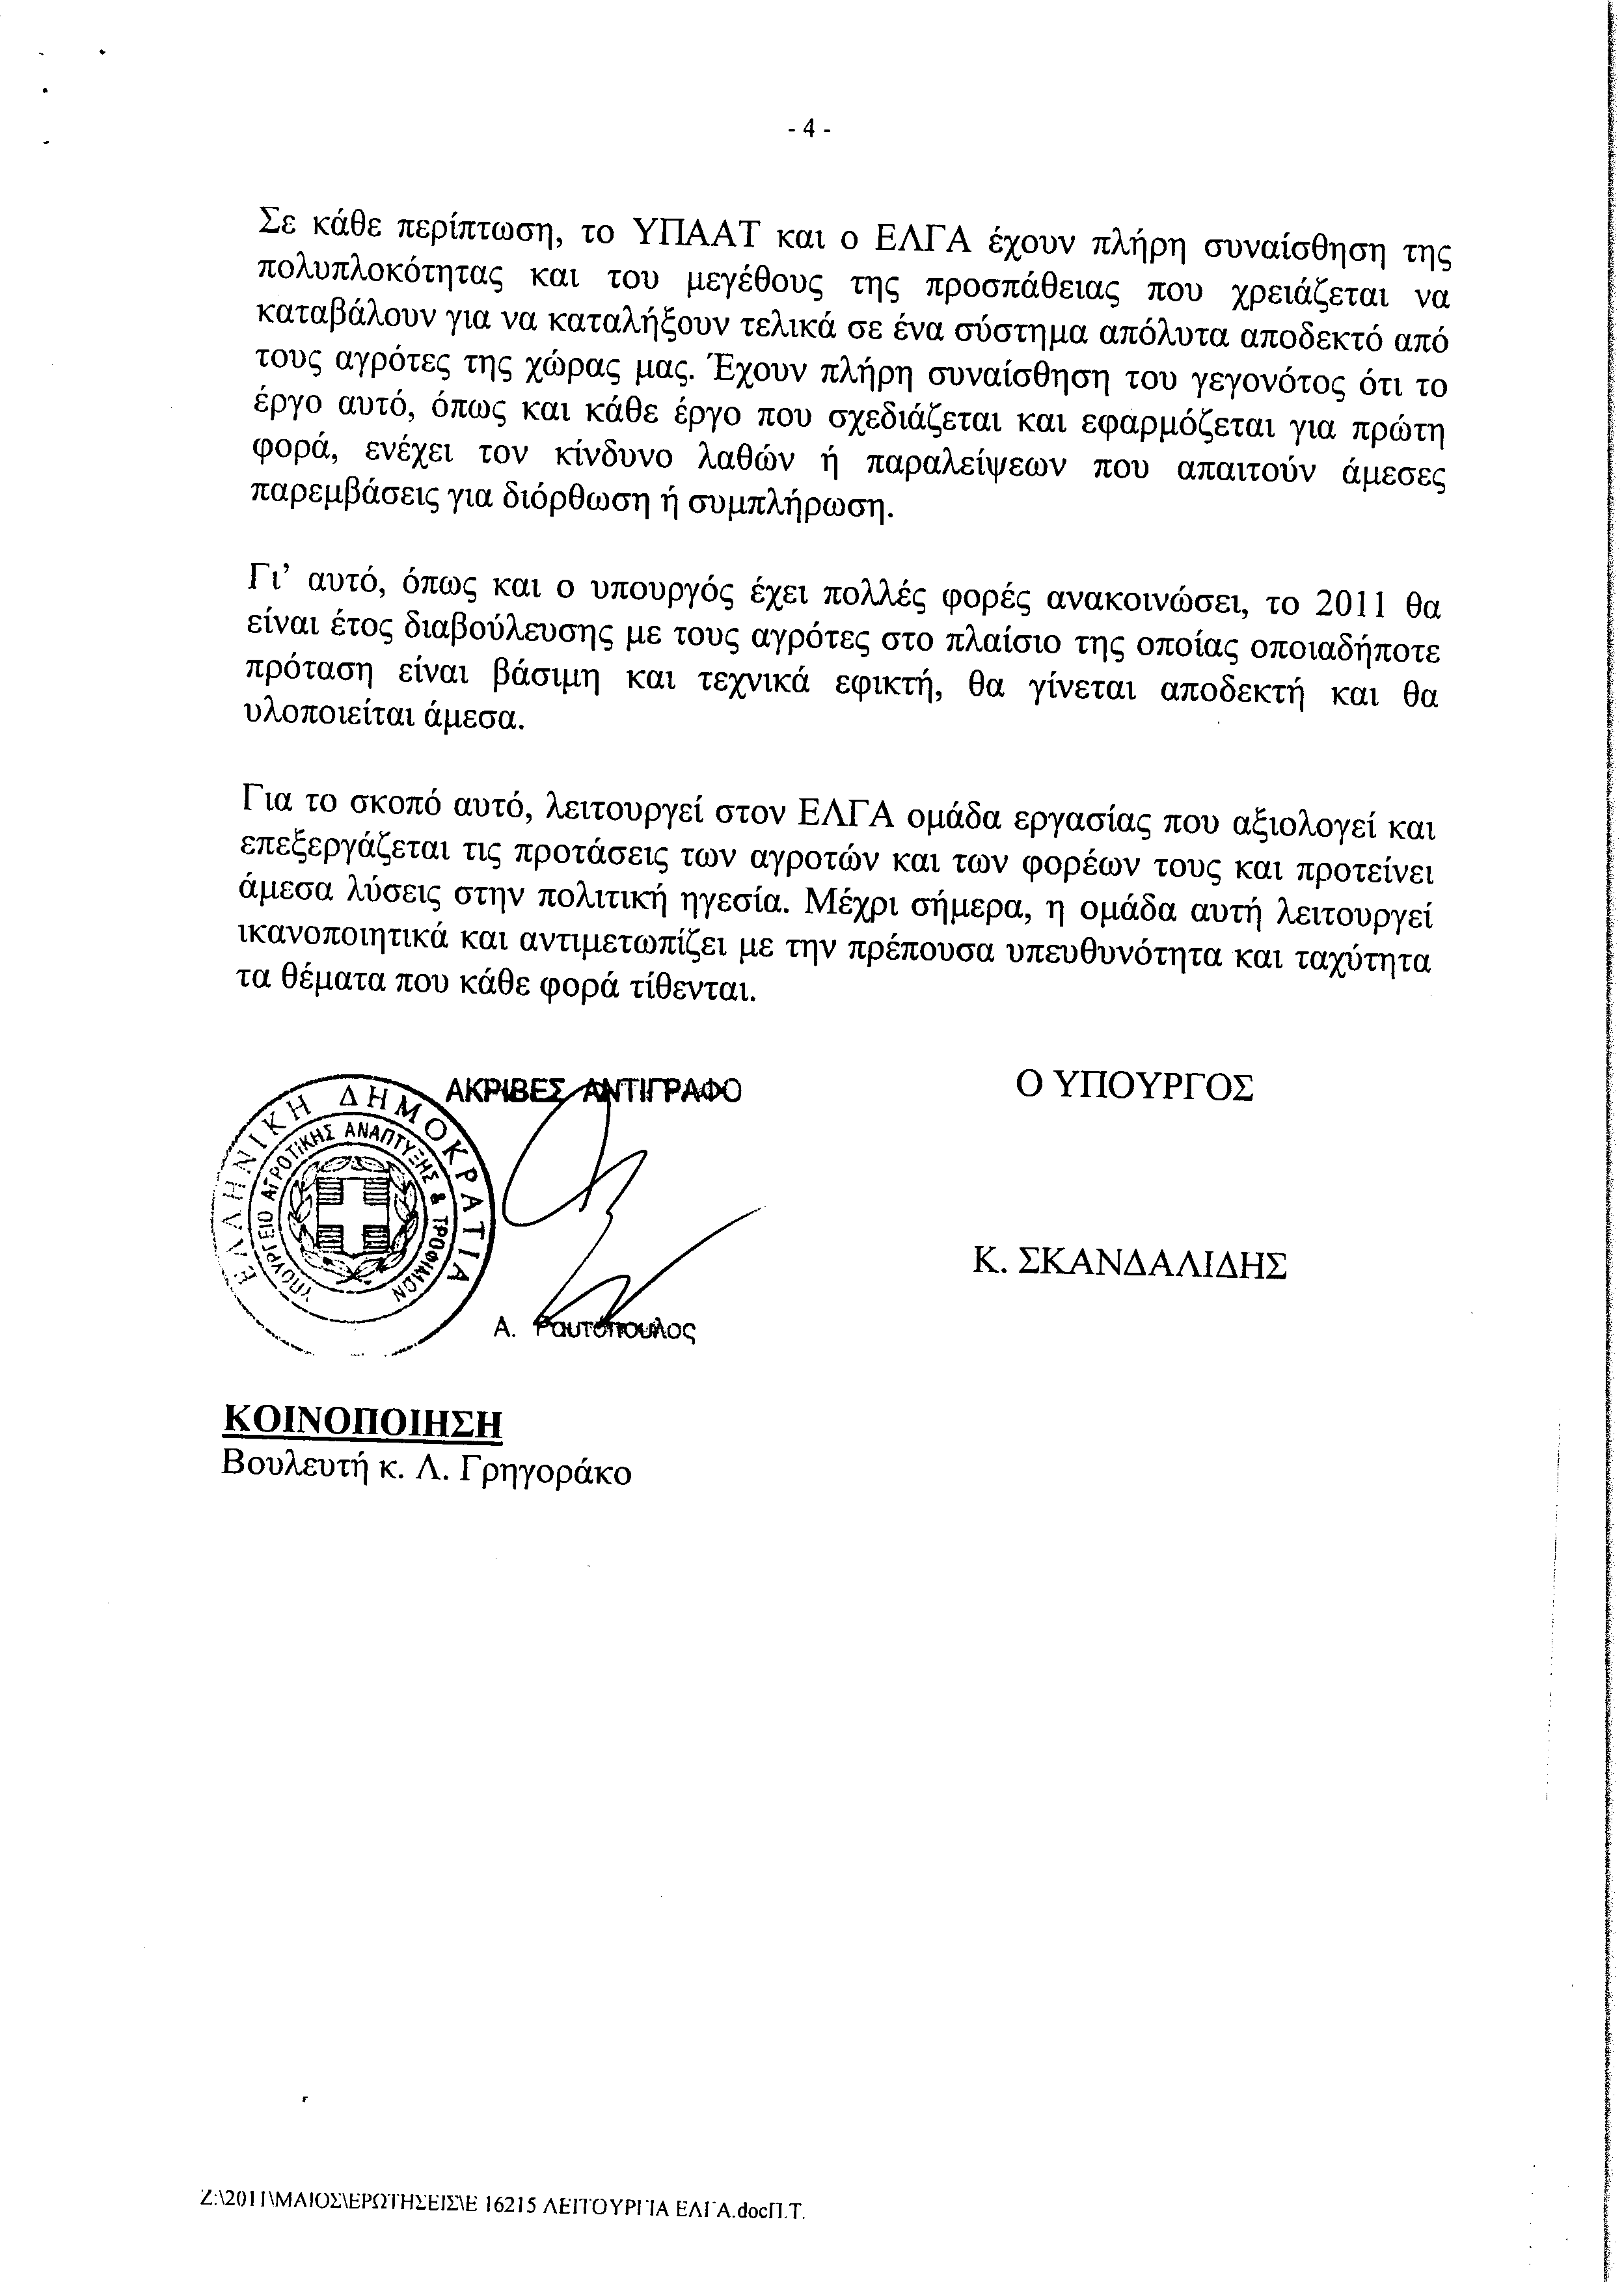 - 4 -
Σε κάθε περίπτωση, το ΥΠΑΑΤ και ο ΕΛΓΑ έχουν πλήρη συναίσθηση της
πολυπλοκότητας και του μεγέθους της προσπάθειας που χρειάζεται να
καταβάλουν για να καταλήξουν τελικά σε ένα σύστημα απόλυτα αποδεκτό από
τους αγρότες της χώρας μας. Έχουν πλήρη συναίσθηση του γεγονότος ότι το
έργο αυτό, όπως και κάθε έργο που σχεδιάζεται και εφαρμόζεται για πρώτη
φορά, ενέχει τον κίνδυνο λαθών ή παραλείψεων που απαιτούν άμεσες
παρεμβάσεις για διόρθωση ή συμπλήρωση.
Γι’ αυτό, όπως και ο υπουργός έχει πολλές φορές ανακοινώσει, το 2011 θα
είναι έτος διαβούλευσης με τους αγρότες στο πλαίσιο της οποίας οποιαδήποτε
πρόταση είναι βάσιμη και τεχνικά εφικτή, θα γίνεται αποδεκτή και θα
υλοποιείται άμεσα.
Για το σκοπό αυτό, λειτουργεί στον ΕΛΓΑ ομάδα εργασίας που αξιολογεί και
επεξεργάζεται τις προτάσεις των αγροτών και των φορέων τους και προτείνει
άμεσα λύσεις στην πολιτική ηγεσία. Μέχρι σήμερα, η ομάδα αυτή λειτουργεί
ικανοποιητικά και αντιμετωπίζει με την πρέπουσα υπευθυνότητα και ταχύτητα
τα θέματα που κάθε φορά τίθενται.
ΑΚΡΙΒΕΣ ΑΝΤΙΓΡΑΦΟ
Ο ΥΠΟΥΡΓΟΣ
ΕΛΛΗΝΙΚΗ ΔΗΜΟΚΡΑΤΙΑ
ΥΠΟΥΡΓΕΙΟ ΑΓΡΟΤΙΚΗΣ ΑΝΑΠΤΥΞΗΣ & ΤΡΟΦΙΜΩΝ
Κ. ΣΚΑΝΔΑΛΙΔΗΣ
Α. Ραυτόπουλος
ΚΟΙΝΟΠΟΙΗΣΗ
Βουλευτή κ. Λ. Γρηγοράκο
Z:\2011\ΜΑΙΟΣ\ΕΡΩΤΗΣΕΙΣ\Ε 16215 ΛΕΙΤΟΥΡΓΙΑ ΕΛΓΑ.docΠ.Τ.